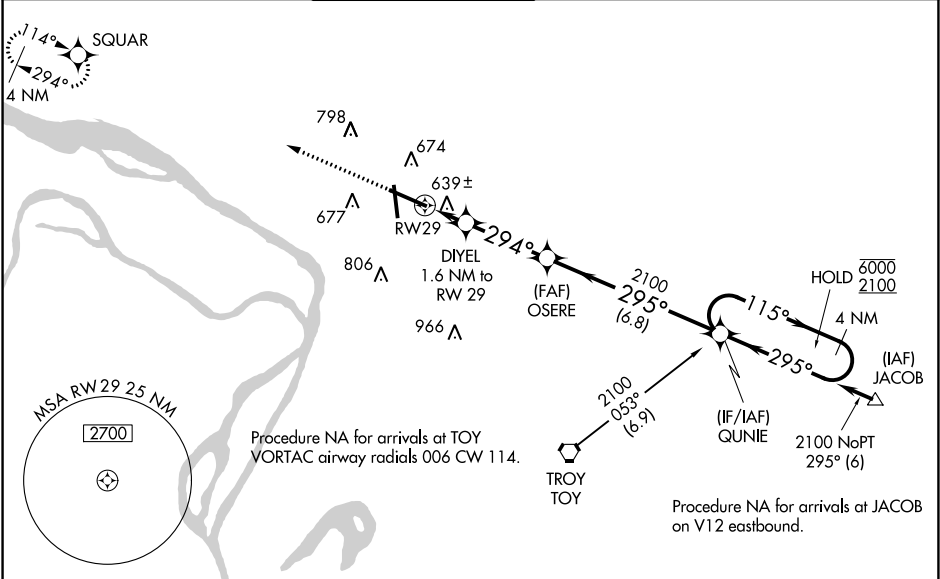 114°
SQUAR
294°
4 NM
798
674
639±
677
RW29
DIYEL
1.6 NM to
RW 29
294°
806
966
(FAF)
OSERE
2100
295°
(6.8)
HOLD
6000
2100
115°
4 NM
295°
(IAF)
JACOB
(IF/IAF)
QUNIE
2100 NoPT
295° (6)
2100
053°
(6.9)
TROY
TOY
MSA RW29 25 NM
2700
Procedure NA for arrivals at TOY
VORTAC airway radials 006 CW 114.
Procedure NA for arrivals at JACOB
on V12 eastbound.